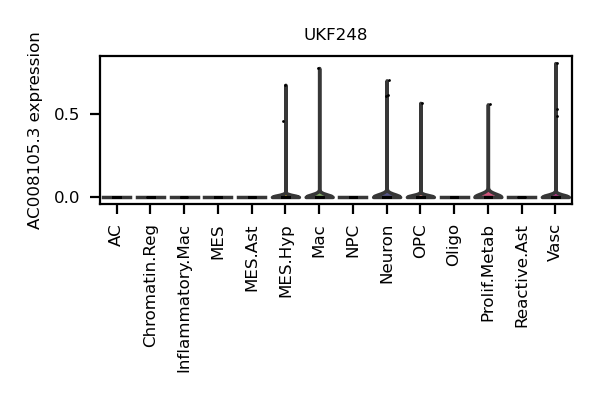 UKF248
AC008105.3 expression
0.5
0.0
AC
Chromatin.Reg
Inflammatory.Mac
MES
MES.Ast
MES.Hyp
Mac
NPC
Neuron
OPC
Oligo
Prolif.Metab
Reactive.Ast
Vasc